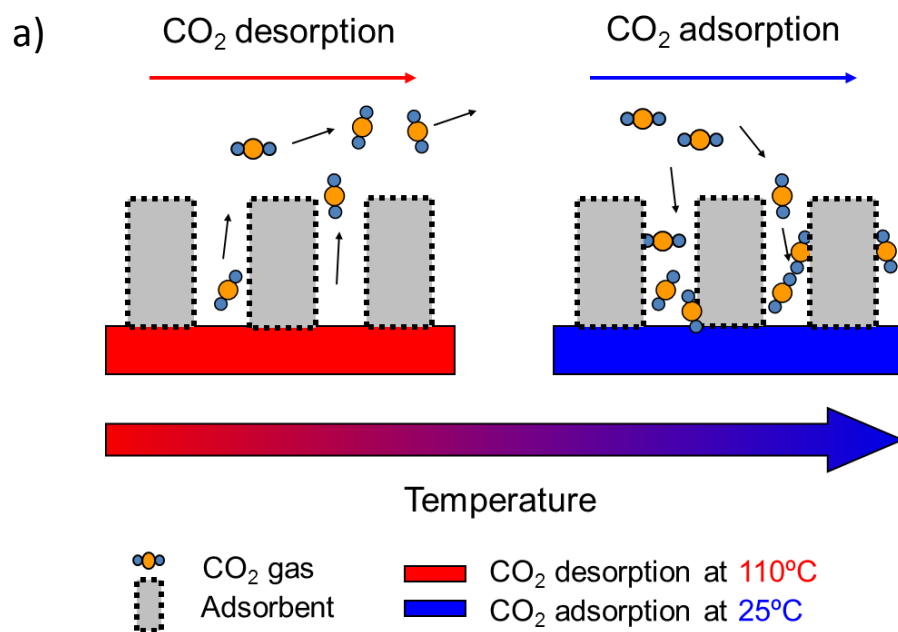 a)
CO₂ desorption
CO₂ adsorption
Temperature
CO₂ gas
Adsorbent
CO₂ desorption at 110ºC
CO₂ adsorption at 25ºC